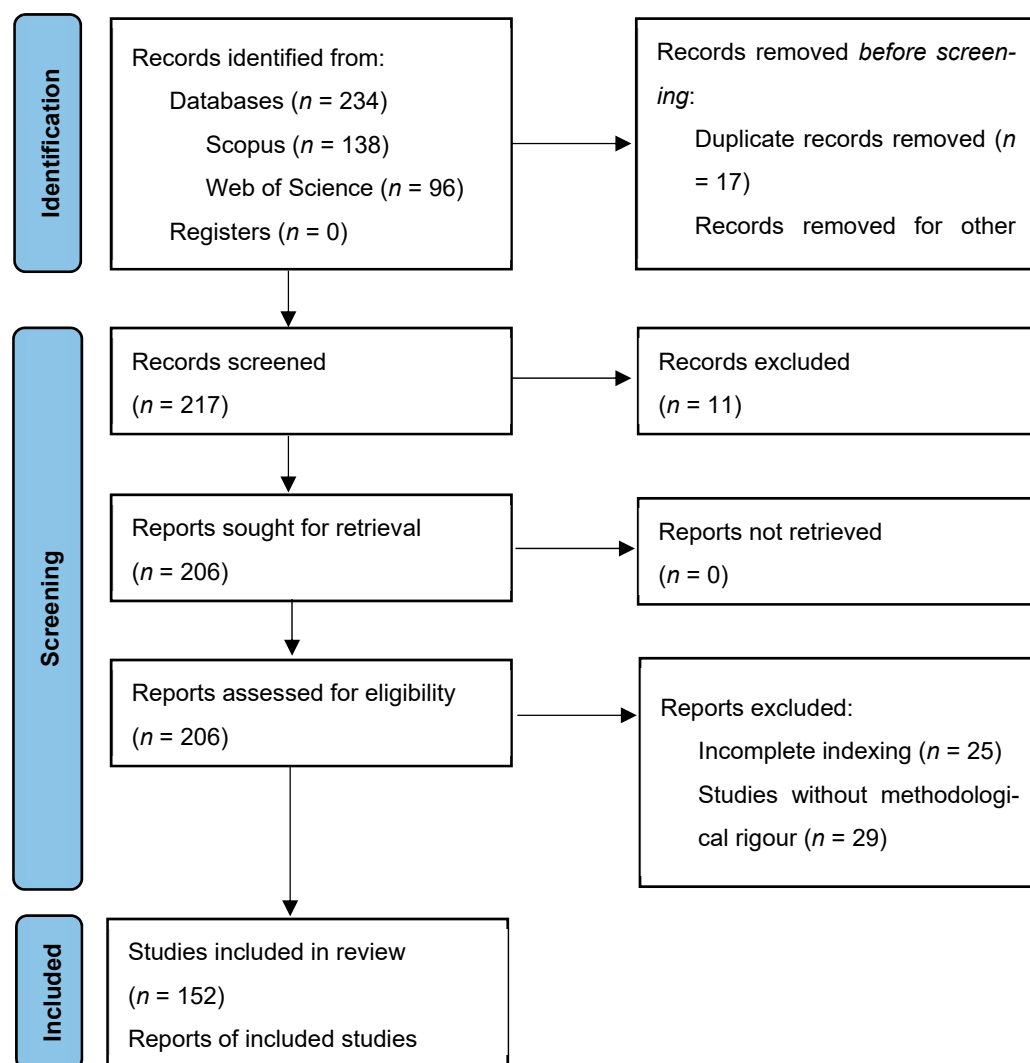 Identification
Records identified from:
Databases (n = 234)
Scopus (n = 138)
Web of Science (n = 96)
Registers (n = 0)
Records removed before screen-
ing:
Duplicate records removed (n
= 17)
Records removed for other
Screening
Records screened
(n = 217)
Records excluded
(n = 11)
Reports sought for retrieval
(n = 206)
Reports not retrieved
(n = 0)
Reports assessed for eligibility
(n = 206)
Reports excluded:
Incomplete indexing (n = 25)
Studies without methodologi-
cal rigour (n = 29)
Included
Studies included in review
(n = 152)
Reports of included studies